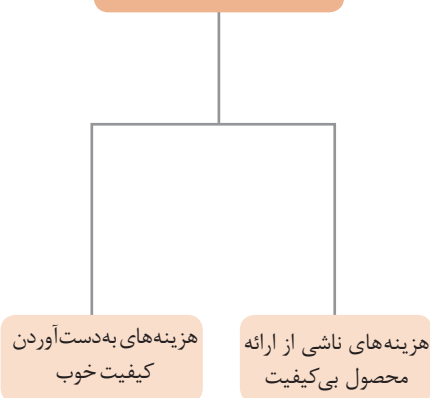 هزینه‌های ناشی از ارائه
محصول بی‌کیفیت
هزینه‌های به‌دست‌آوردن
کیفیت خوب